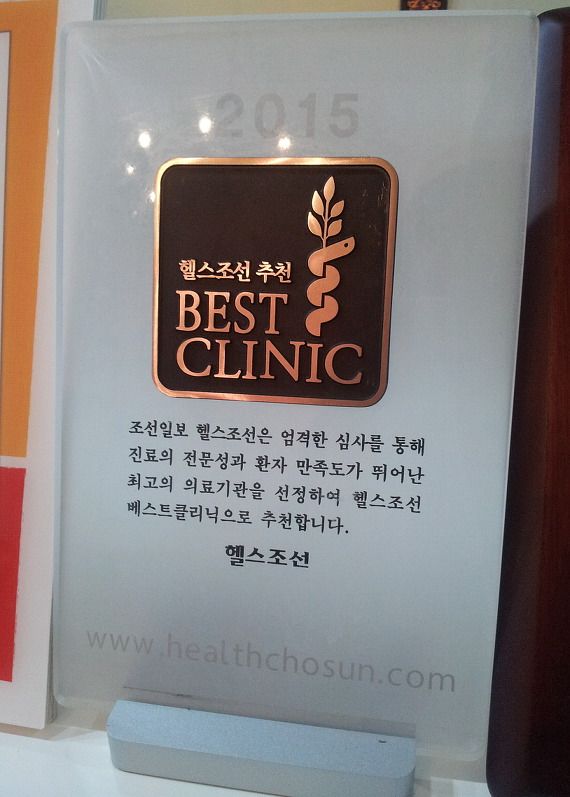 2015
헬스조선 추천
BEST
CLINIC
조선일보 헬스조선은 엄격한 심사를 통해
진료의 전문성과 환자 만족도가 뛰어난
최고의 의료기관을 선정하여 헬스조선
베스트클리닉으로 추천합니다.
헬스조선
www.healthchosun.com